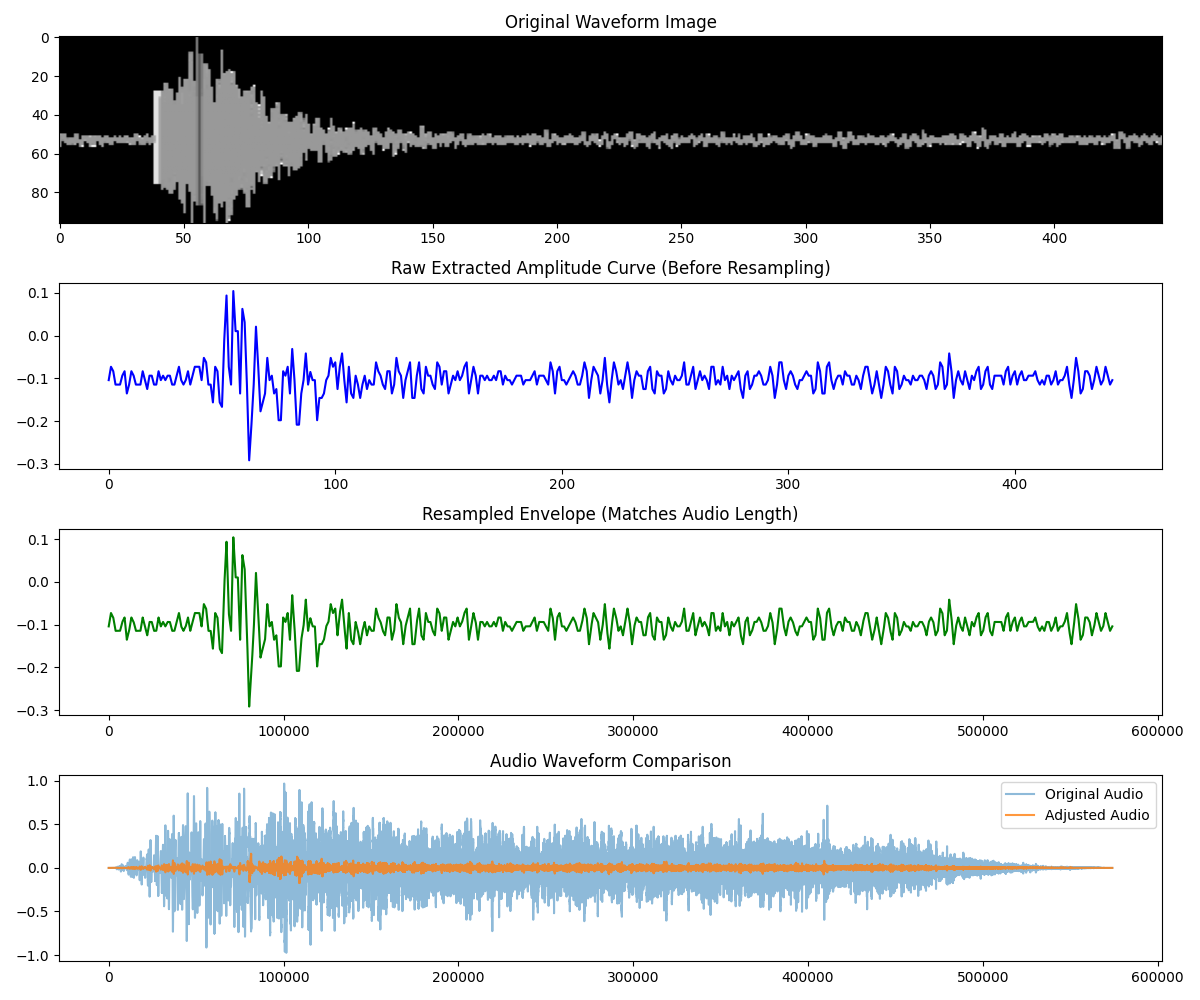 Original Waveform Image
0
20
40
60
80
0 50 100 150 200 250 300 350 400
Raw Extracted Amplitude Curve (Before Resampling)
0.1
0.0
−0.1
−0.2
−0.3
0 100 200 300 400
Resampled Envelope (Matches Audio Length)
0.1
0.0
−0.1
−0.2
−0.3
0 100000 200000 300000 400000 500000 600000
Audio Waveform Comparison
1.0
Original Audio
Adjusted Audio
0.5
0.0
−0.5
−1.0
0 100000 200000 300000 400000 500000 600000